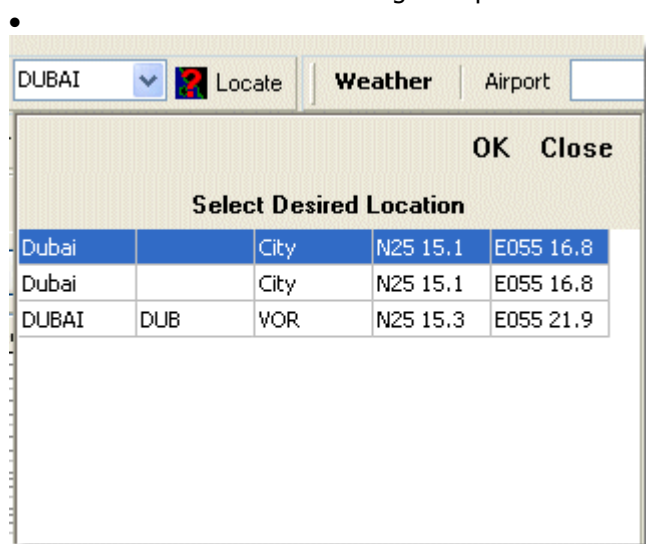 DUBAI Locate Weather Airport
OK Close
Select Desired Location
Dubai City N25 15.1 E055 16.8
Dubai City N25 15.1 E055 16.8
DUBAI DUB VOR N25 15.3 E055 21.9